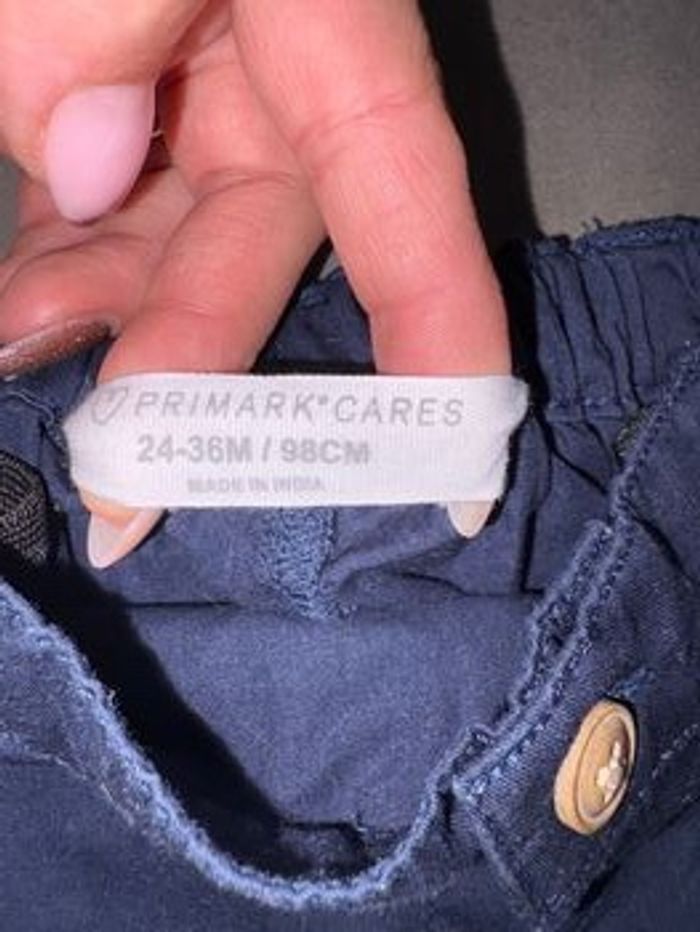 PRIMARK® CARES
24-36M / 98CM
MADE IN INDIA